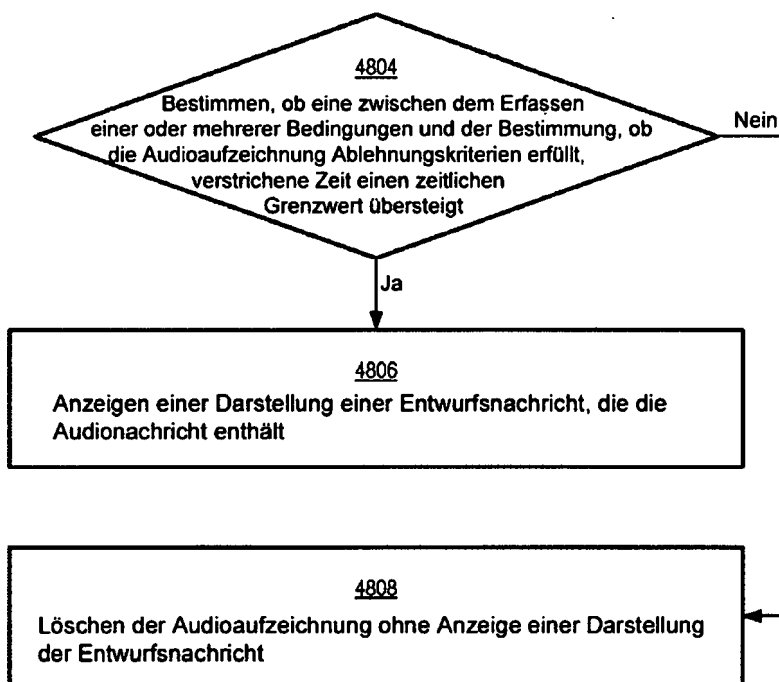 4804
Bestimmen, ob eine zwischen dem Erfassen
einer oder mehrerer Bedingungen und der Bestimmung, ob
die Audioaufzeichnung Ablehnungskriterien erfüllt,
verstrichene Zeit einen zeitlichen
Grenzwert übersteigt
Nein
Ja
4806
Anzeigen einer Darstellung einer Entwurfsnachricht, die die
Audionachricht enthält
4808
Löschen der Audioaufzeichnung ohne Anzeige einer Darstellung
der Entwurfsnachricht